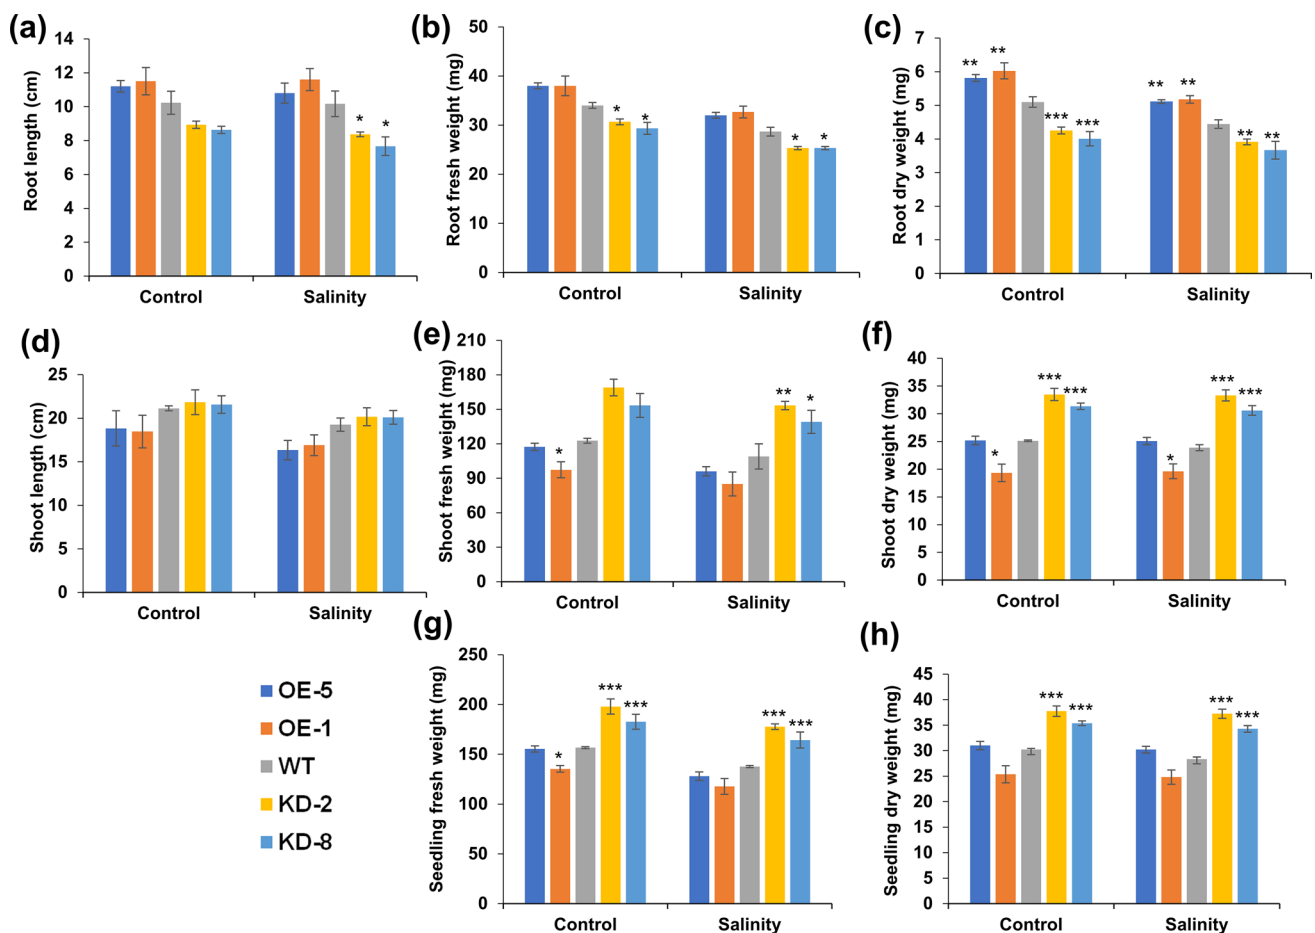 (a)
Root length (cm)
14
12
10
8
6
4
2
0
* *
Control Salinity
(b)
Root fresh weight (mg)
50
40
30
20
10
0
* * * *
Control Salinity
(c)
Root dry weight (mg)
7
6
5
4
3
2
1
0
** ** *** *** ** ** ** **
Control Salinity
(d)
Shoot length (cm)
25
20
15
10
5
0
Control Salinity
(e)
Shoot fresh weight (mg)
210
180
150
120
90
60
30
0
* ** *
Control Salinity
(f)
Shoot dry weight (mg)
40
35
30
25
20
15
10
5
0
* *** *** * *** ***
Control Salinity
OE-5
OE-1
WT
KD-2
KD-8
(g)
Seedling fresh weight (mg)
250
200
150
100
50
0
* *** *** *** ***
Control Salinity
(h)
Seedling dry weight (mg)
45
40
35
30
25
20
15
10
5
0
*** *** *** ***
Control Salinity